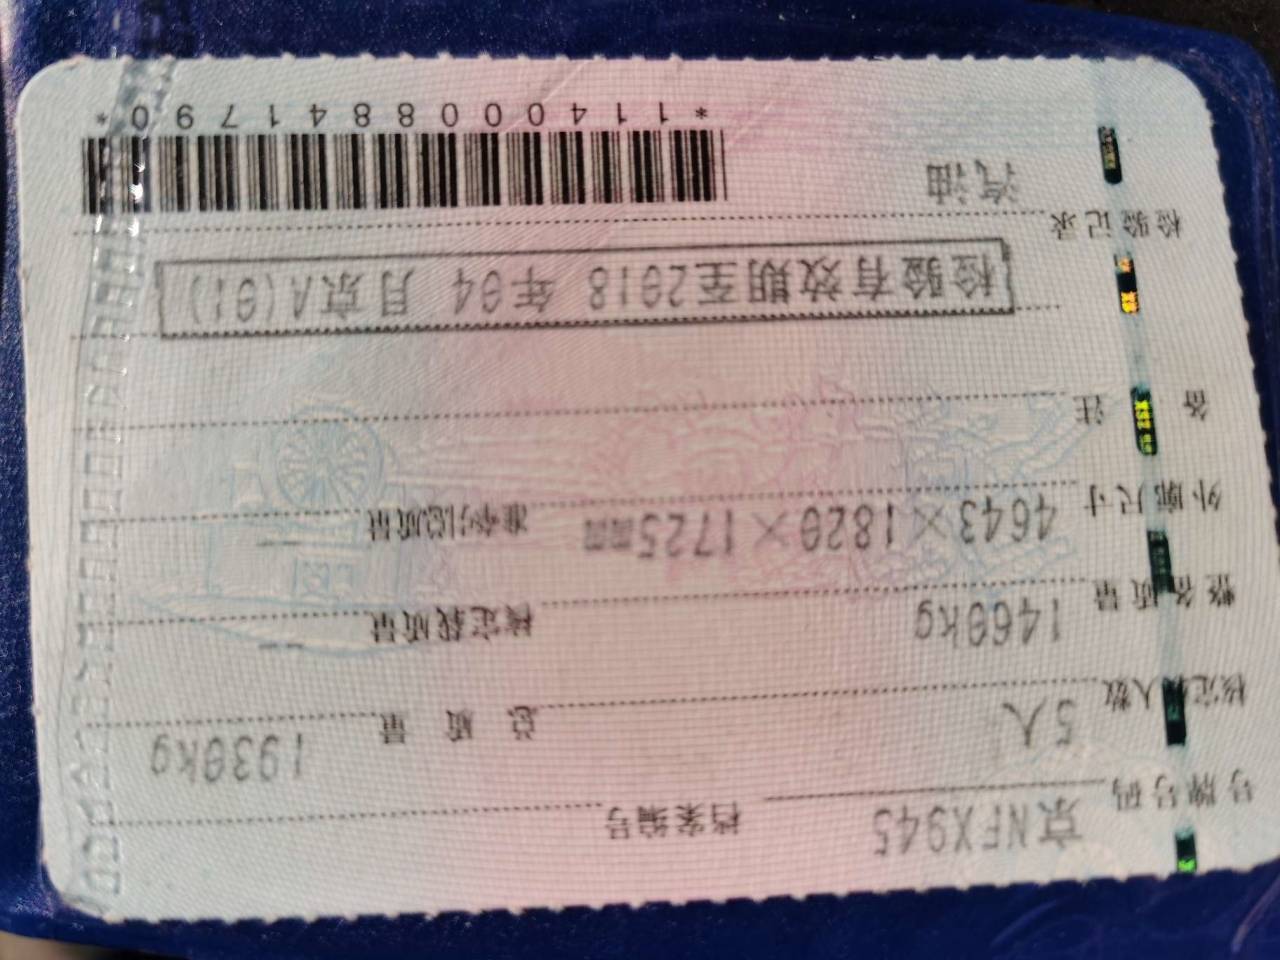 号牌号码 京NFX945 档案编号
核定载人数 5人 总质量 1930kg
整备质量 1460kg 核定载质量 --
外廓尺寸 4643×1820×1725mm 准牵引总质量 --
备注
检验有效期至2018 年04 月京A(01)
检验记录
汽油
*1140008841790*